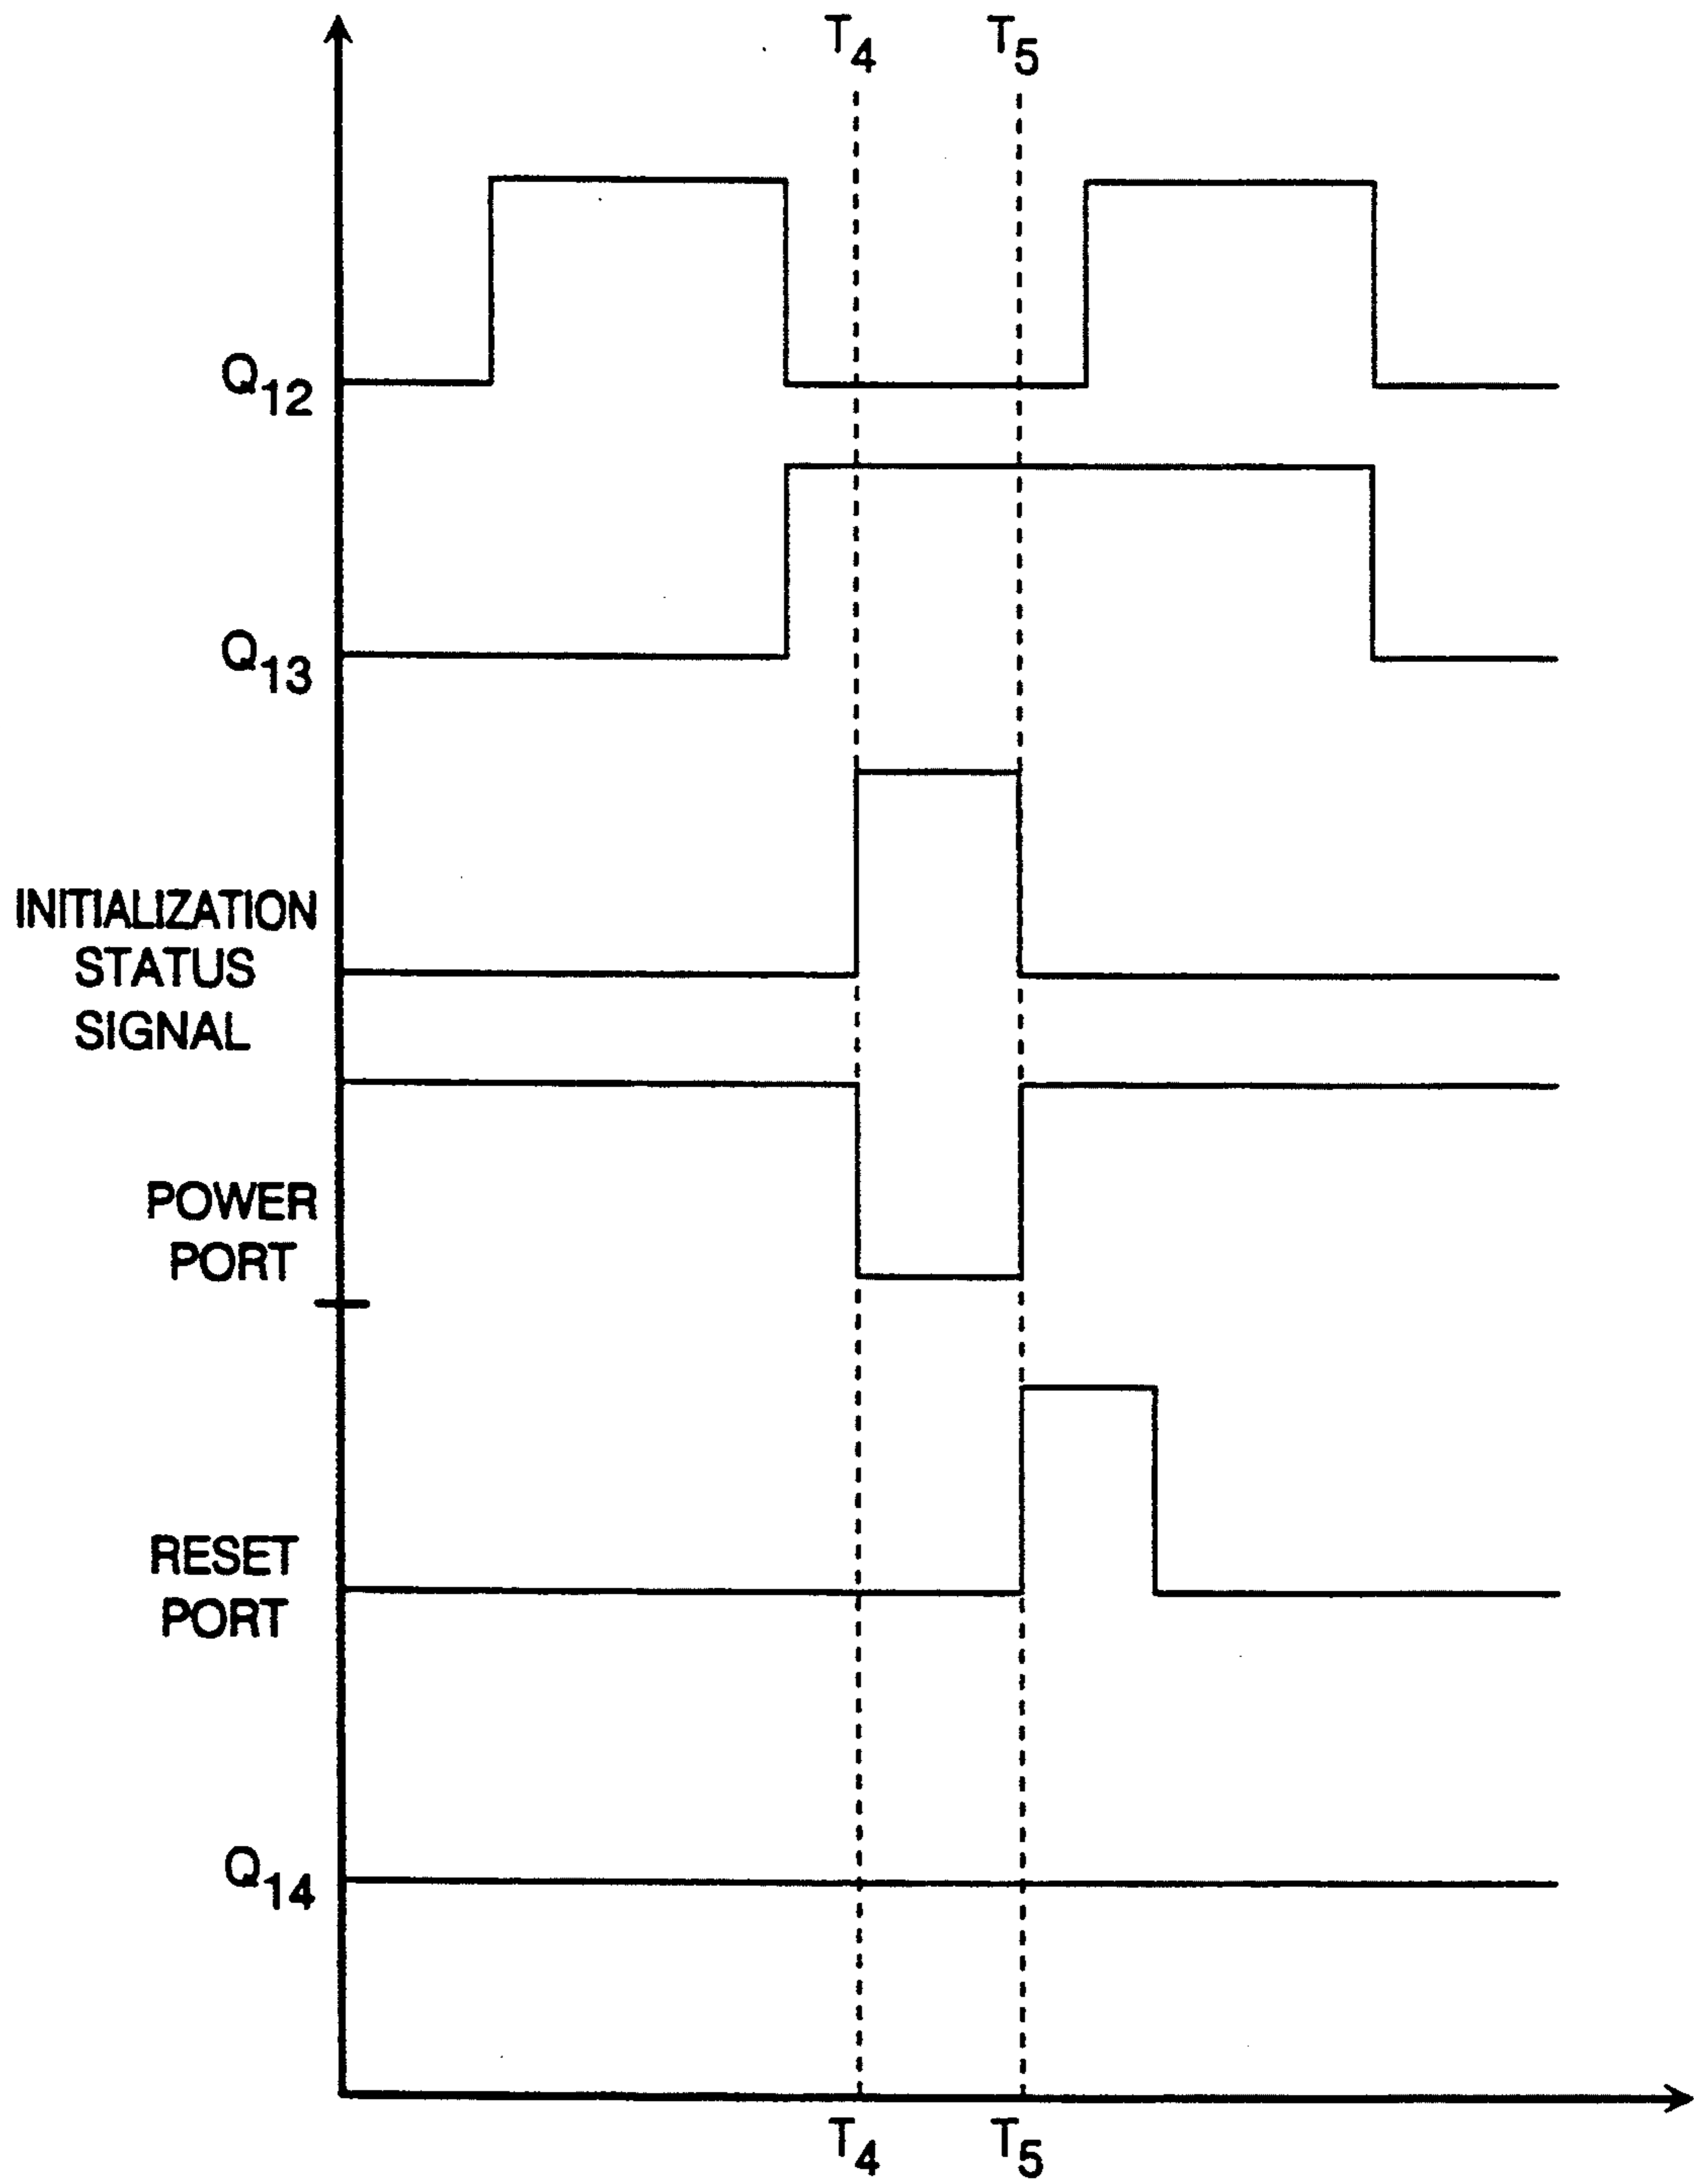 T4 T5
Q12
Q13
INITIALIZATION
STATUS
SIGNAL
POWER
PORT
RESET
PORT
Q14
T4 T5